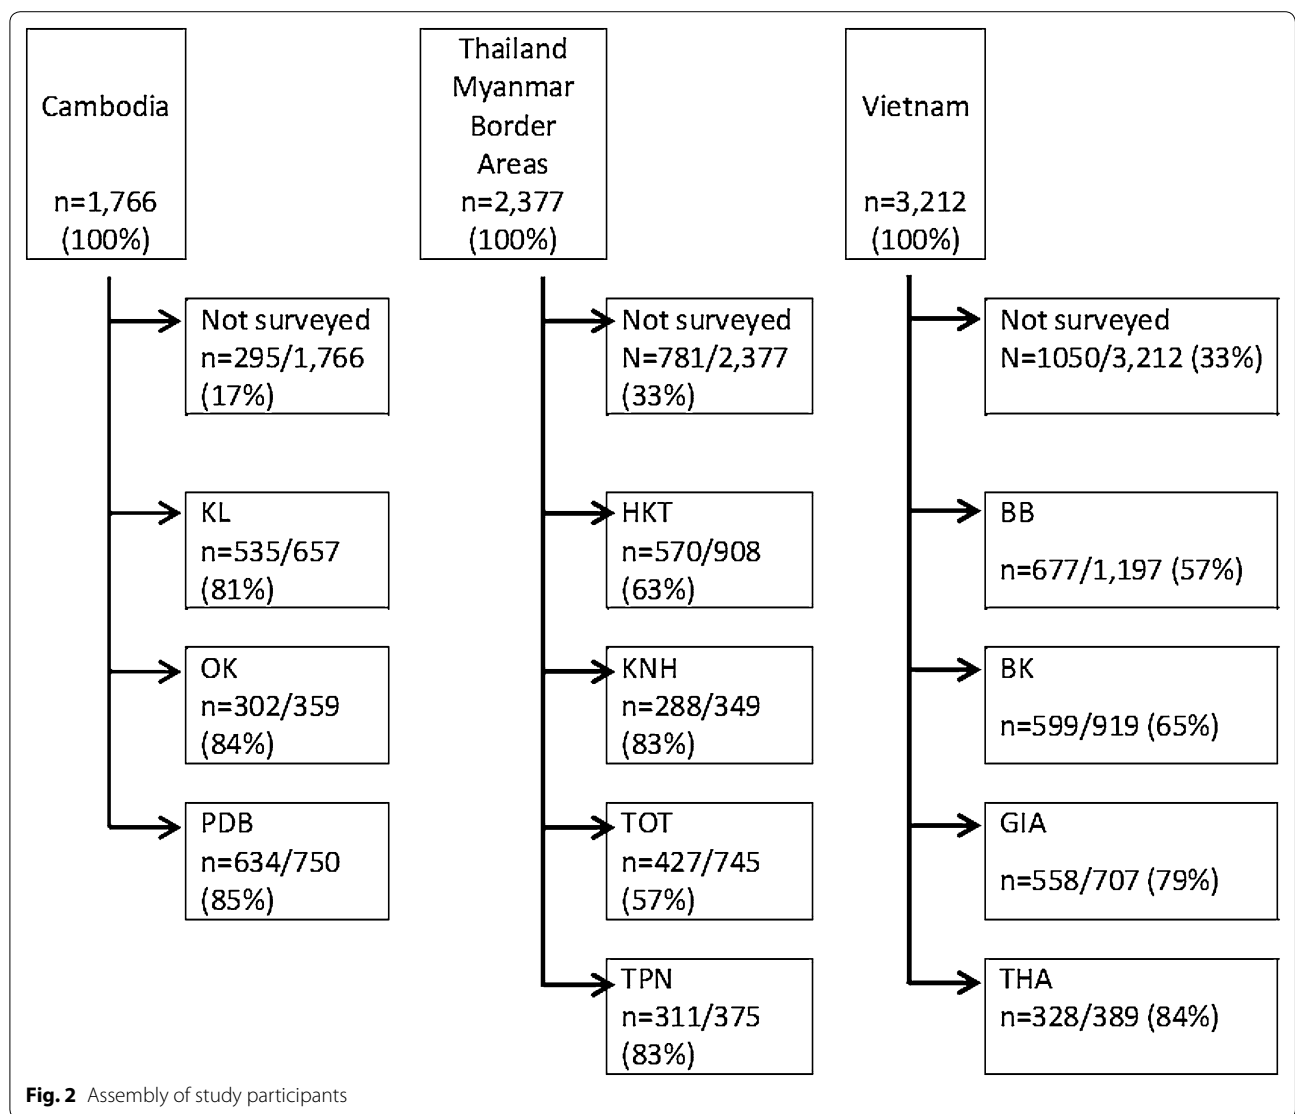 Cambodia
n=1,766
(100%)
Not surveyed
n=295/1,766
(17%)
KL
n=535/657
(81%)
OK
n=302/359
(84%)
PDB
n=634/750
(85%)
Thailand
Myanmar
Border
Areas
n=2,377
(100%)
Not surveyed
N=781/2,377
(33%)
HKT
n=570/908
(63%)
KNH
n=288/349
(83%)
TOT
n=427/745
(57%)
TPN
n=311/375
(83%)
Vietnam
n=3,212
(100%)
Not surveyed
N=1050/3,212 (33%)
BB
n=677/1,197 (57%)
BK
n=599/919 (65%)
GIA
n=558/707 (79%)
THA
n=328/389 (84%)
Fig. 2 Assembly of study participants